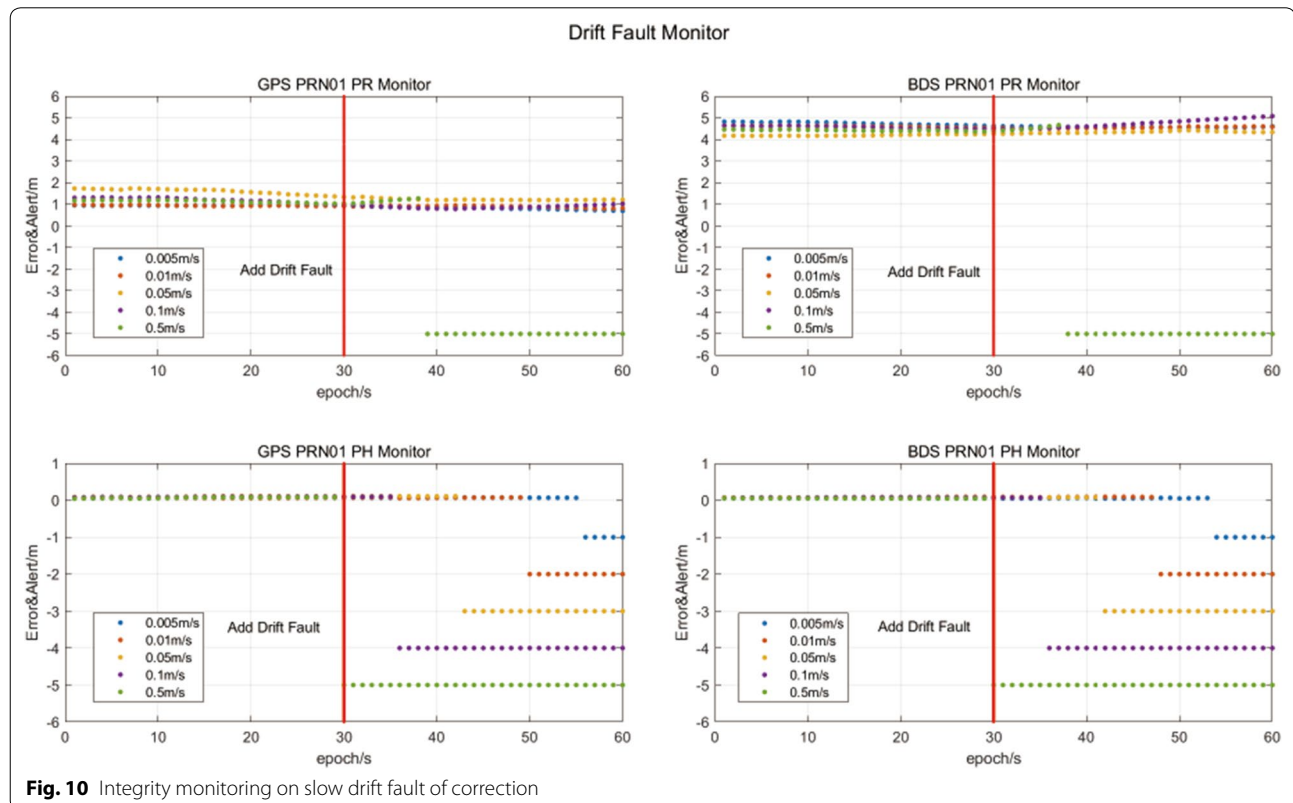 Drift Fault Monitor
GPS PRN01 PR Monitor
6
5
4
3
2
1
0
-1
-2
-3
-4
-5
-6
Error&Alert/m
0.005m/s
0.01m/s
0.05m/s
0.1m/s
0.5m/s
Add Drift Fault
0 10 20 30 40 50 60
epoch/s
BDS PRN01 PR Monitor
6
5
4
3
2
1
0
-1
-2
-3
-4
-5
-6
Error&Alert/m
0.005m/s
0.01m/s
0.05m/s
0.1m/s
0.5m/s
Add Drift Fault
0 10 20 30 40 50 60
epoch/s
GPS PRN01 PH Monitor
1
0
-1
-2
-3
-4
-5
-6
Error&Alert/m
0.005m/s
0.01m/s
0.05m/s
0.1m/s
0.5m/s
Add Drift Fault
0 10 20 30 40 50 60
epoch/s
BDS PRN01 PH Monitor
1
0
-1
-2
-3
-4
-5
-6
Error&Alert/m
0.005m/s
0.01m/s
0.05m/s
0.1m/s
0.5m/s
Add Drift Fault
0 10 20 30 40 50 60
epoch/s
Fig. 10 Integrity monitoring on slow drift fault of correction